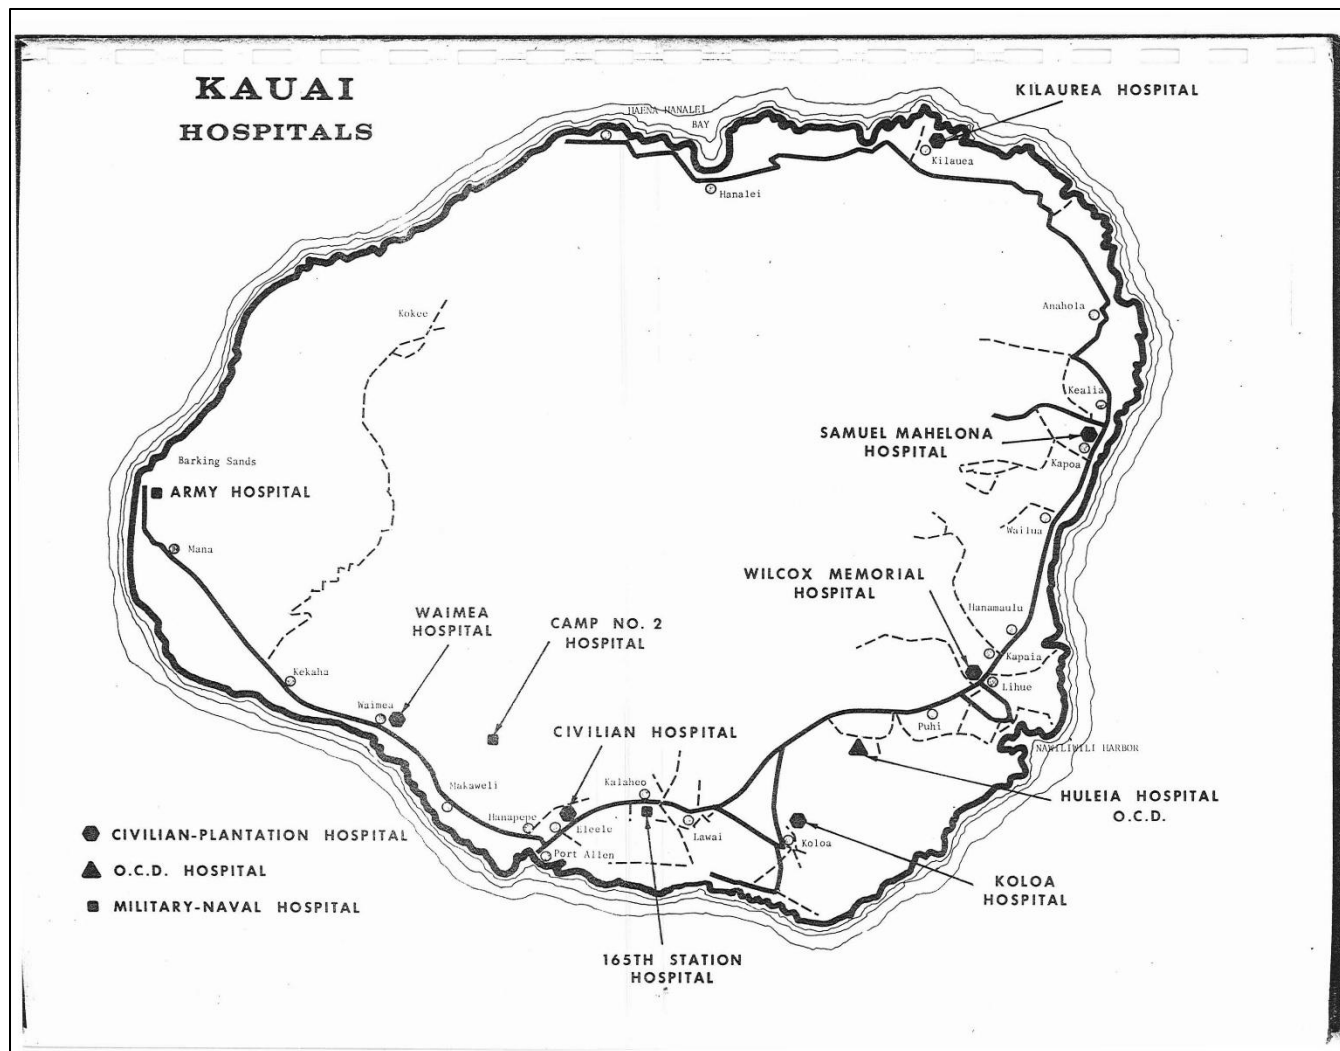 KAUAI
HOSPITALS
KILAUREA HOSPITAL
HAENA HANALEI
BAY
Kilauea
Hanalei
Kokee
Anahola
Kealia
SAMUEL MAHELONA
HOSPITAL
Kapoa
Barking Sands
ARMY HOSPITAL
Wailua
Mana
WILCOX MEMORIAL
HOSPITAL
Hanamaulu
WAIMEA
HOSPITAL
CAMP NO. 2
HOSPITAL
Kapaia
Kekaha
Lihue
Waimea
Puhi
CIVILIAN HOSPITAL
NAWILIWILI HARBOR
Kalaheo
Makaweli
HULEIA HOSPITAL
O.C.D.
Hanapepe
Eleele
Lawai
Koloa
Port Allen
CIVILIAN-PLANTATION HOSPITAL
O.C.D. HOSPITAL
MILITARY-NAVAL HOSPITAL
KOLOA
HOSPITAL
165TH STATION
HOSPITAL